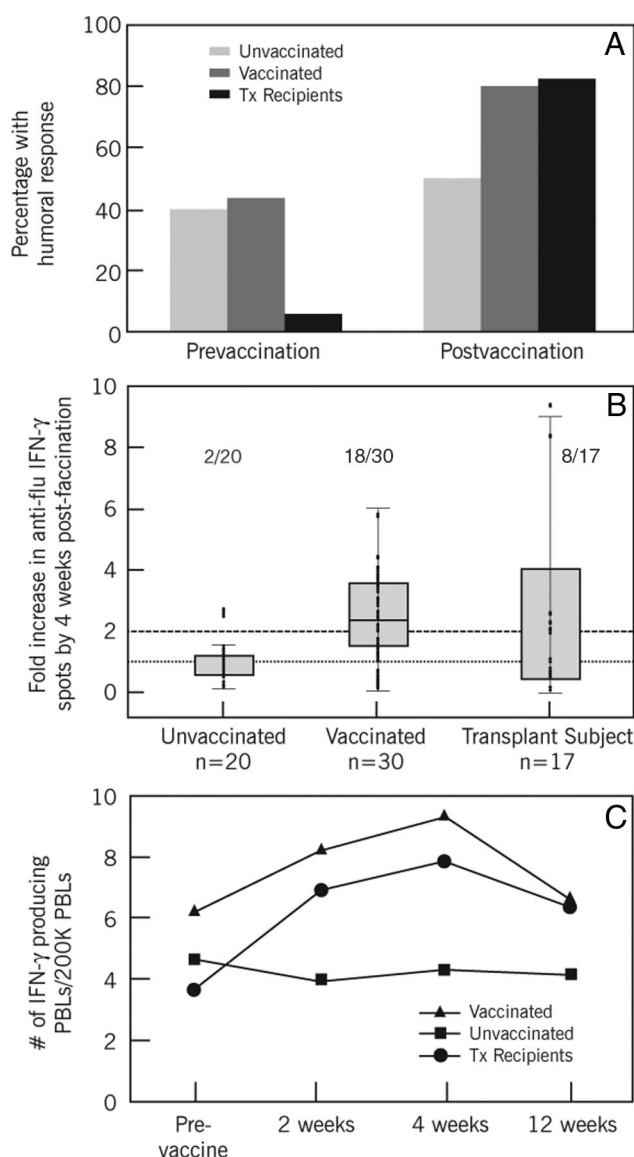 A
Unvaccinated
Vaccinated
Tx Recipients
Percentage with
humoral response
100
80
60
40
20
0
Prevaccination
Postvaccination
B
2/20
18/30
8/17
Fold increase in anti-flu IFN-γ
spots by 4 weeks post-faccination
10
8
6
4
2
0
Unvaccinated
n=20
Vaccinated
n=30
Transplant Subject
n=17
C
# of IFN-γ producing
PBLs/200K PBLs
10
8
6
4
2
0
Vaccinated
Unvaccinated
Tx Recipients
Pre-
vaccine
2 weeks
4 weeks
12 weeks